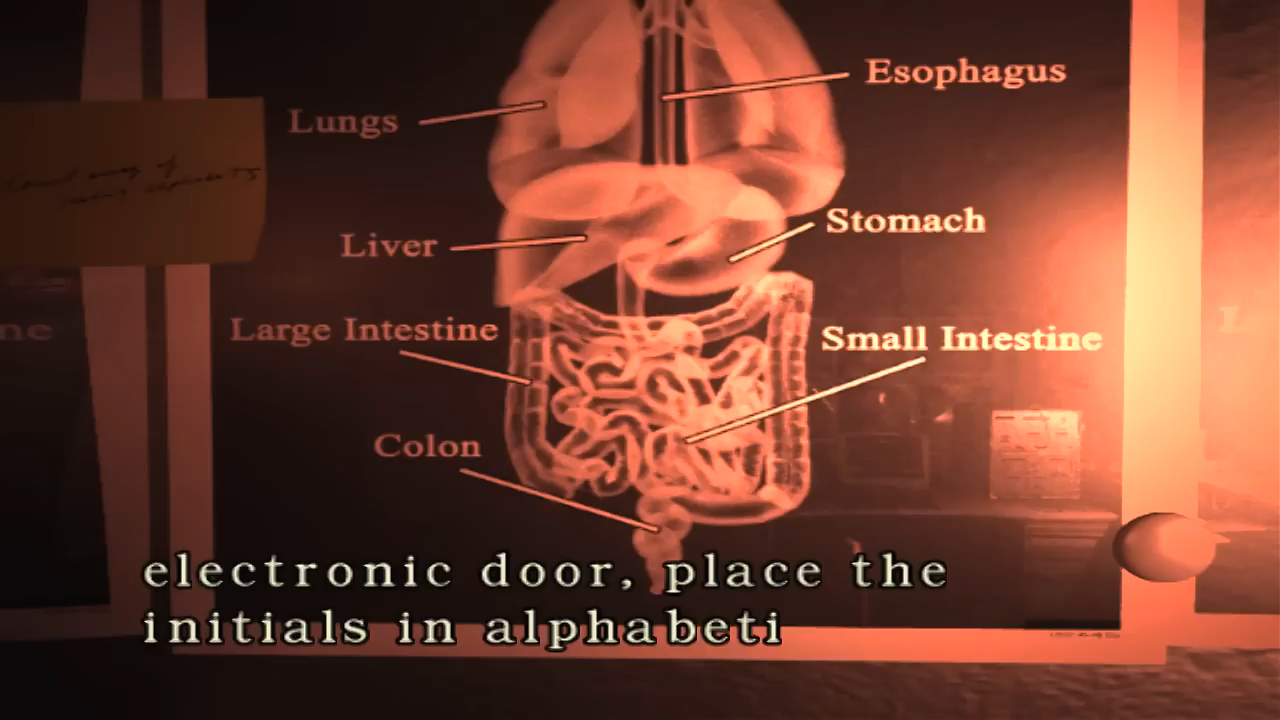 Esophagus
Lungs
Stomach
Liver
Large Intestine
Small Intestine
Colon
electronic door, place the
initials in alphabeti